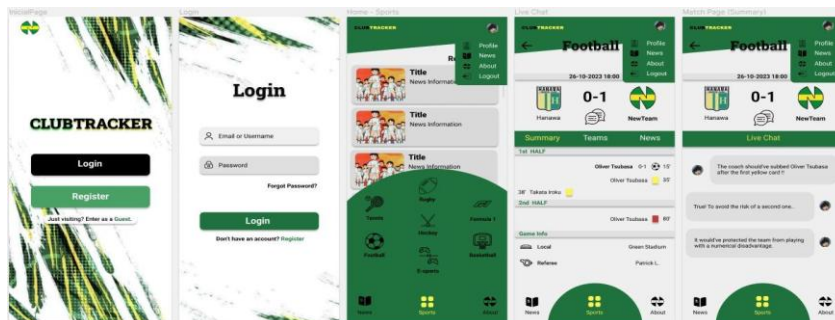 InicialPage
CLUBTRACKER
Login
Register
Just visiting? Enter as a Guest.
Login
Login
Email or Username
Password
Forgot Password?
Login
Don't have an account? Register
Home - Sports
CLUBTRACKER
Profile
News
About
Logout
Title
News Information
Title
News Information
Title
News Information
Rugby
Tennis
Formula 1
Hockey
Football
Basketball
E-sports
News
Sports
About
Live Chat
CLUBTRACKER
Football
Profile
News
About
Logout
26-10-2023 18:00
HANAWA
0-1
Hanawa
NewTeam
Summary
Teams
News
1st HALF
Oliver Tsubasa 0-1 15'
Oliver Tsubasa
38' Takata Iroku
2nd HALF
Oliver Tsubasa
Game Info
Local
Green Stadium
Referee
Patrick L.
News
Sports
About
Match Page (Summary)
CLUBTRACKER
Football
Profile
News
About
Logout
26-10-2023 18:00
HANAWA
0-1
Hanawa
NewTeam
Live Chat
The coach should've subbed Oliver Tsubasa
after the first yellow card !!
True! To avoid the risk of a second one..
It would've protected the team from playing
with a numerical disadvantage.
News
Sports
About